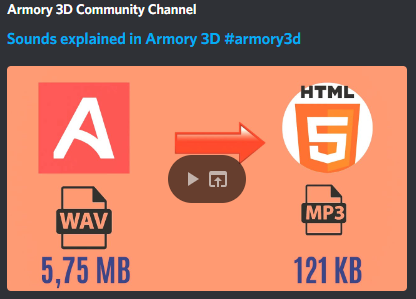 Armory 3D Community Channel
Sounds explained in Armory 3D #armory3d
HTML
5
WAV
MP3
5,75 MB
121 KB